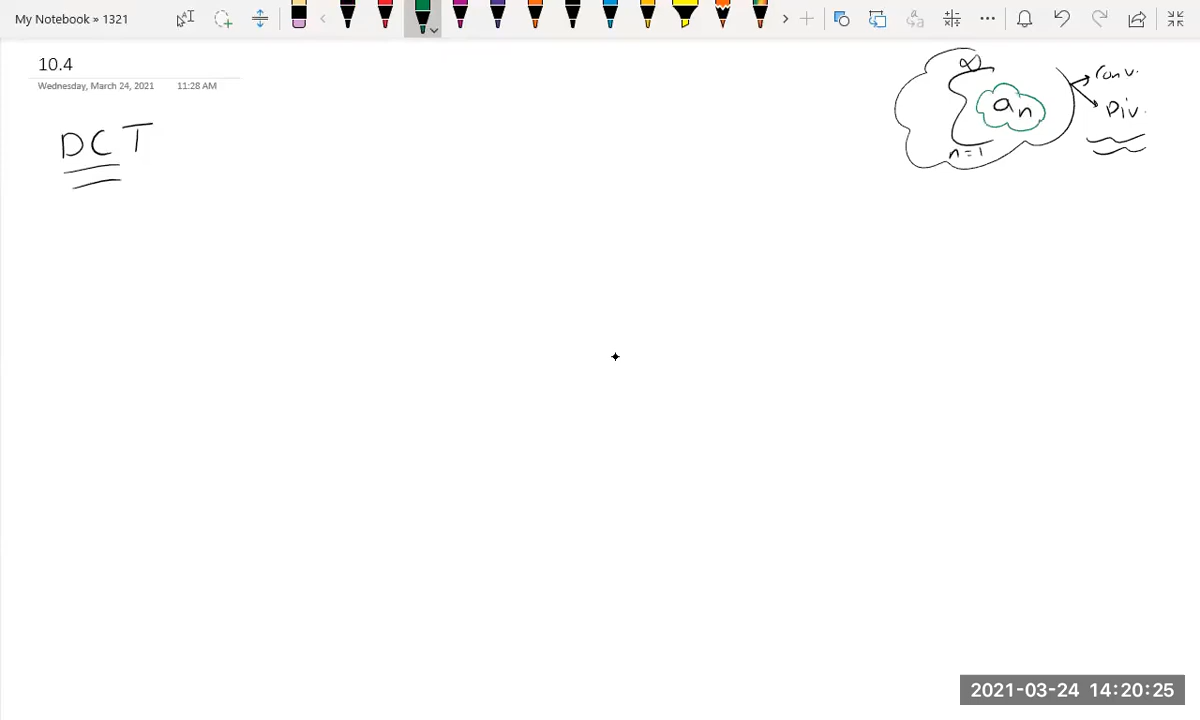 My Notebook » 1321
10.4
Wednesday, March 24, 2021 11:28 AM
DCT
∞
Σ an
n=1
Conv.
Div.
2021-03-24 14:20:25